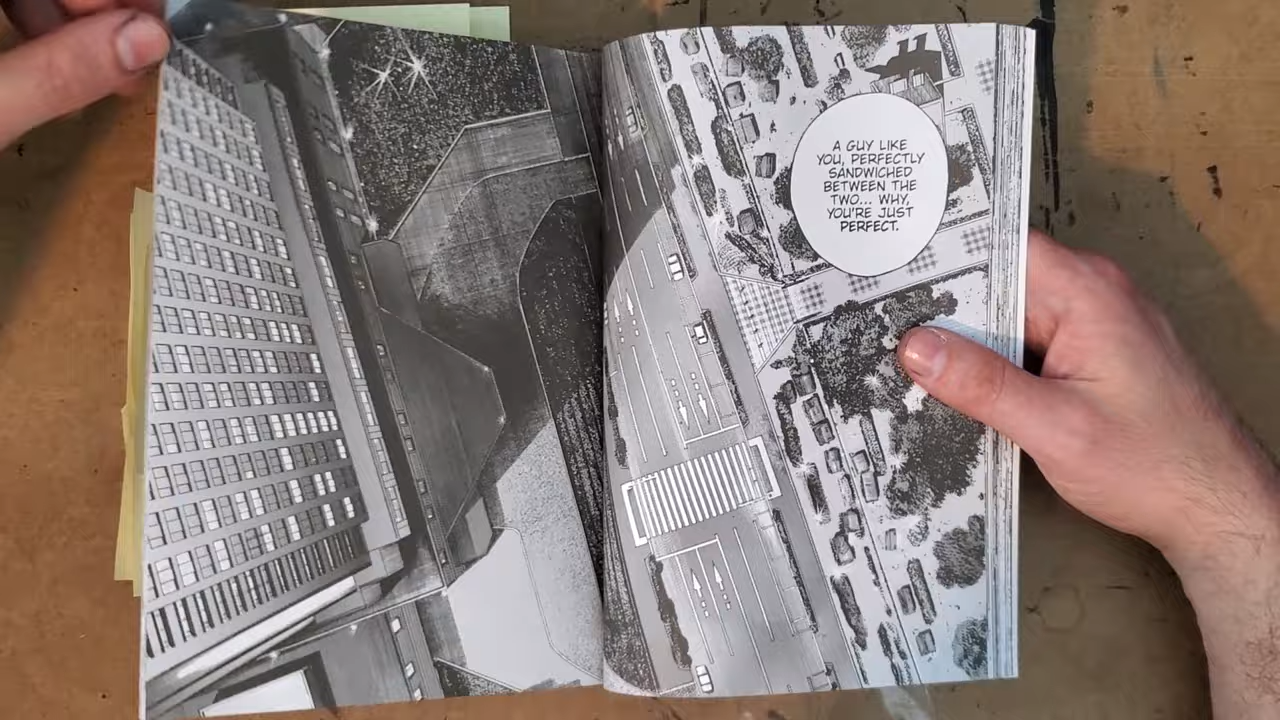 A GUY LIKE
YOU, PERFECTLY
SANDWICHED
BETWEEN THE
TWO... WHY,
YOU'RE JUST
PERFECT.